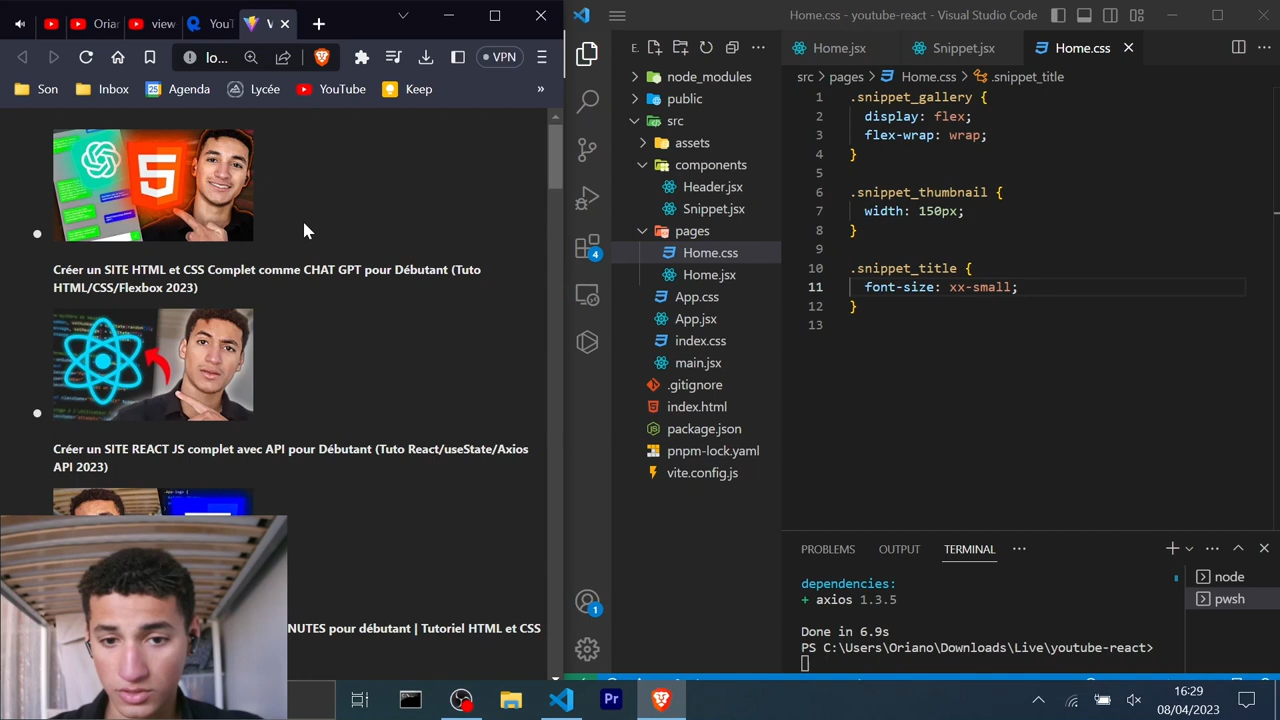 Oriar
view
YouT
V
Home.css - youtube-react - Visual Studio Code
lo...
VPN
Son
Inbox
25
Agenda
Lycée
YouTube
Keep
»
5
Créer un SITE HTML et CSS Complet comme CHAT GPT pour Débutant (Tuto
HTML/CSS/Flexbox 2023)
Créer un SITE REACT JS complet avec API pour Débutant (Tuto React/useState/Axios
API 2023)
NUTES pour débutant | Tutoriel HTML et CSS
4
1
E.
node_modules
public
src
assets
components
Header.jsx
Snippet.jsx
pages
Home.css
Home.jsx
App.css
App.jsx
index.css
main.jsx
.gitignore
index.html
package.json
pnpm-lock.yaml
vite.config.js
Home.jsx
Snippet.jsx
Home.css
src > pages > Home.css > .snippet_title
1 .snippet_gallery {
2 display: flex;
3 flex-wrap: wrap;
4 }
5
6 .snippet_thumbnail {
7 width: 150px;
8 }
9
10 .snippet_title {
11 font-size: xx-small;
12 }
13
PROBLEMS
OUTPUT
TERMINAL
dependencies:
+ axios 1.3.5
Done in 6.9s
PS C:\Users\Oriano\Downloads\Live\youtube-react>
node
pwsh
Pr
16:29
08/04/2023